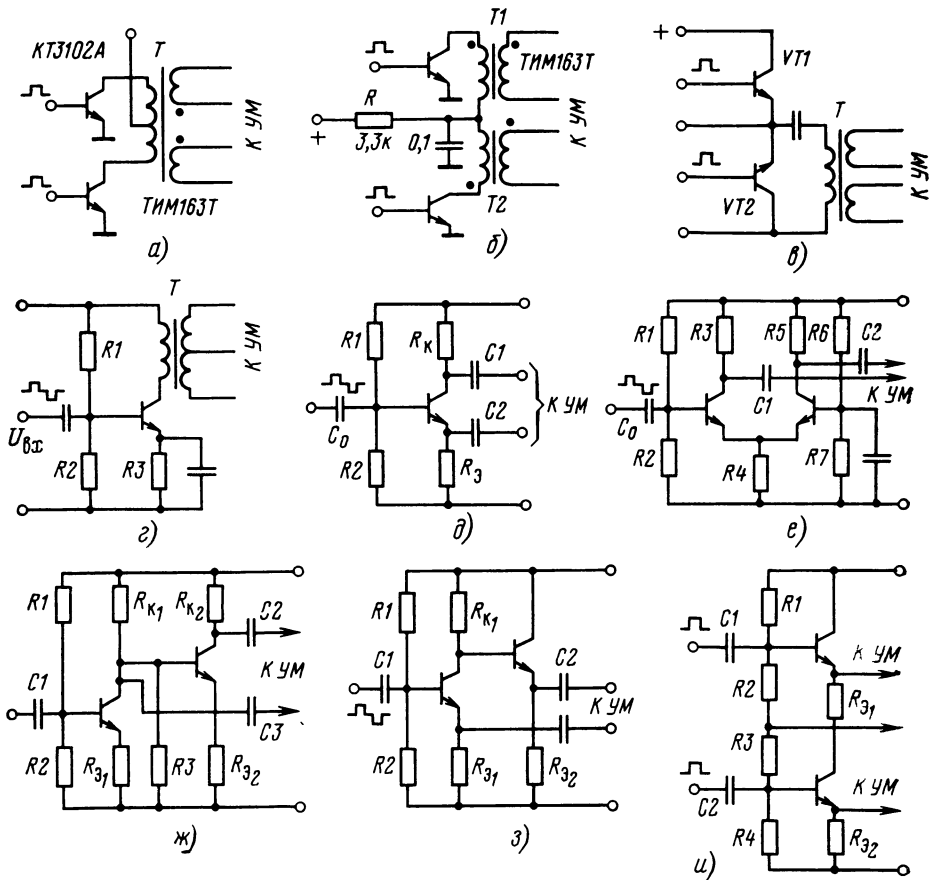 КТ3102А
Т
К УМ
ТИМ163Т
а)
Т1
ТИМ163Т
R
+
3,3к
0,1
К УМ
Т2
б)
+
VT1
Т
VT2
К УМ
в)
Т
R1
К УМ
Uвх
R2
R3
г)
R1
Rк
C1
C0
C2
К УМ
R2
Rэ
д)
R1
R3
R5
R6
C2
C0
C1
К УМ
R2
R4
R7
е)
R1
Rк1
Rк2
C2
C1
К УМ
C3
R2
Rэ1
R3
Rэ2
ж)
R1
Rк1
C1
C2
К УМ
R2
Rэ1
Rэ2
з)
C1
R1
К УМ
R2
Rэ1
R3
C2
К УМ
R4
Rэ2
и)